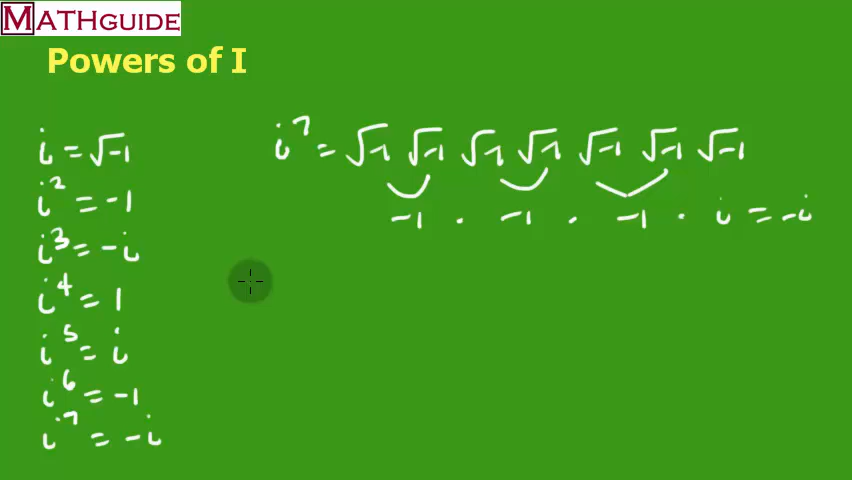 MATHGUIDE
Powers of I
i = √-1
i² = -1
i³ = -i
i⁴ = 1
i⁵ = i
i⁶ = -1
i⁷ = -i
i⁷ = √-1 √-1 √-1 √-1 √-1 √-1 √-1
-1 · -1 · -1 · i = -i